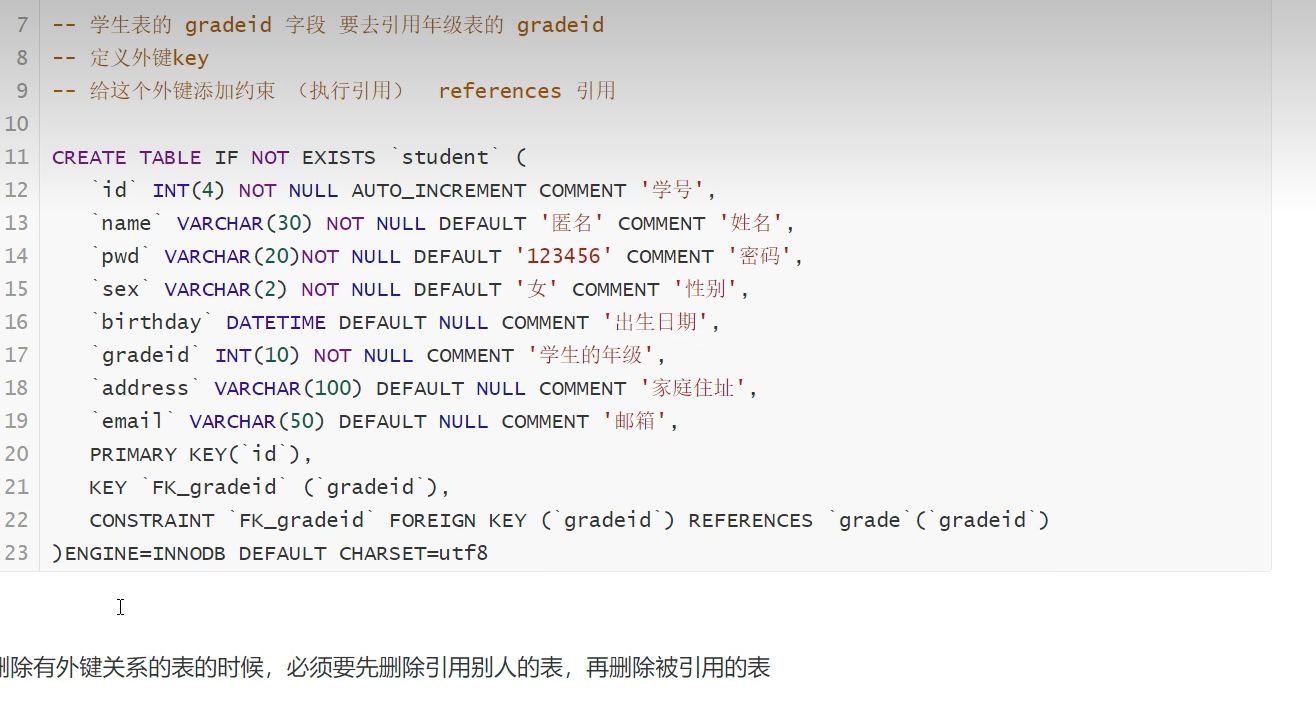 7 -- 学生表的 gradeid 字段 要去引用年级表的 gradeid
8 -- 定义外键key
9 -- 给这个外键添加约束 （执行引用） references 引用
10
11 CREATE TABLE IF NOT EXISTS `student` (
12 `id` INT(4) NOT NULL AUTO_INCREMENT COMMENT '学号',
13 `name` VARCHAR(30) NOT NULL DEFAULT '匿名' COMMENT '姓名',
14 `pwd` VARCHAR(20)NOT NULL DEFAULT '123456' COMMENT '密码',
15 `sex` VARCHAR(2) NOT NULL DEFAULT '女' COMMENT '性别',
16 `birthday` DATETIME DEFAULT NULL COMMENT '出生日期',
17 `gradeid` INT(10) NOT NULL COMMENT '学生的年级',
18 `address` VARCHAR(100) DEFAULT NULL COMMENT '家庭住址',
19 `email` VARCHAR(50) DEFAULT NULL COMMENT '邮箱',
20 PRIMARY KEY(`id`),
21 KEY `FK_gradeid` (`gradeid`),
22 CONSTRAINT `FK_gradeid` FOREIGN KEY (`gradeid`) REFERENCES `grade`(`gradeid`)
23 )ENGINE=INNODB DEFAULT CHARSET=utf8
删除有外键关系的表的时候，必须要先删除引用别人的表，再删除被引用的表